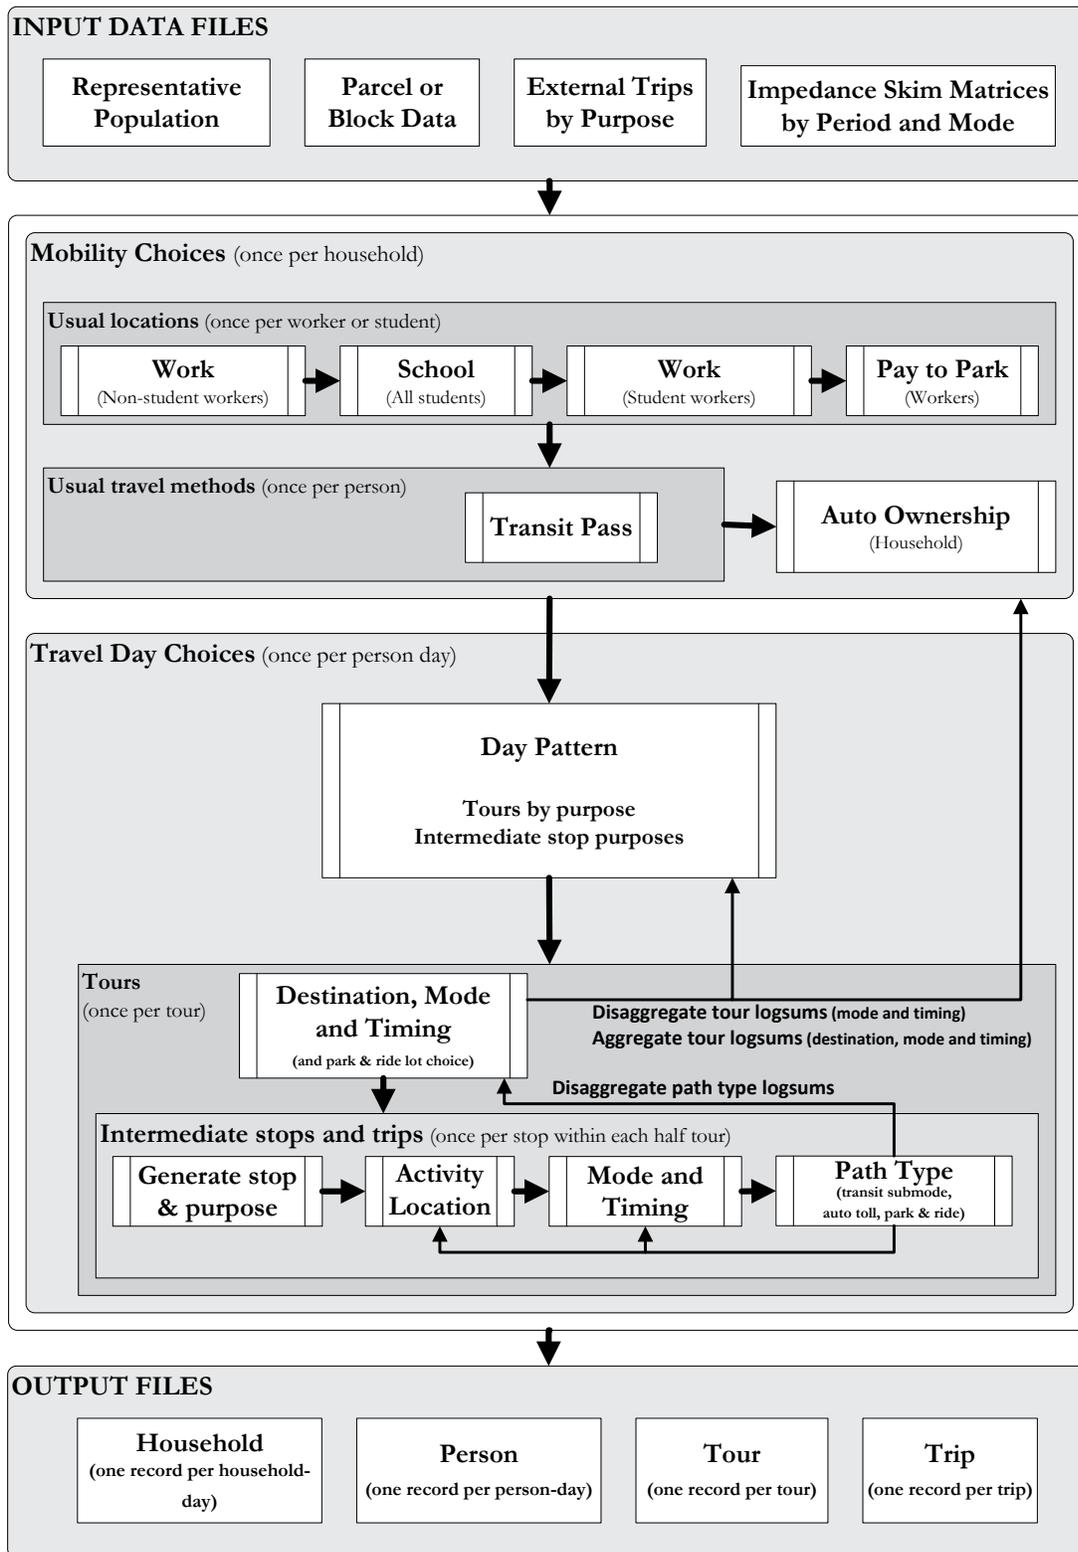 INPUT DATA FILES
Representative
Population
Parcel or
Block Data
External Trips
by Purpose
Impedance Skim Matrices
by Period and Mode
Mobility Choices (once per household)
Usual locations (once per worker or student)
Work
(Non-student workers)
School
(All students)
Work
(Student workers)
Pay to Park
(Workers)
Usual travel methods (once per person)
Transit Pass
Auto Ownership
(Household)
Travel Day Choices (once per person day)
Day Pattern
Tours by purpose
Intermediate stop purposes
Tours
(once per tour)
Destination, Mode
and Timing
(and park & ride lot choice)
Disaggregate tour logsums (mode and timing)
Aggregate tour logsums (destination, mode and timing)
Disaggregate path type logsums
Intermediate stops and trips (once per stop within each half tour)
Generate stop
& purpose
Activity
Location
Mode and
Timing
Path Type
(transit submode,
auto toll, park & ride)
OUTPUT FILES
Household
(one record per household-
day)
Person
(one record per person-day)
Tour
(one record per tour)
Trip
(one record per trip)